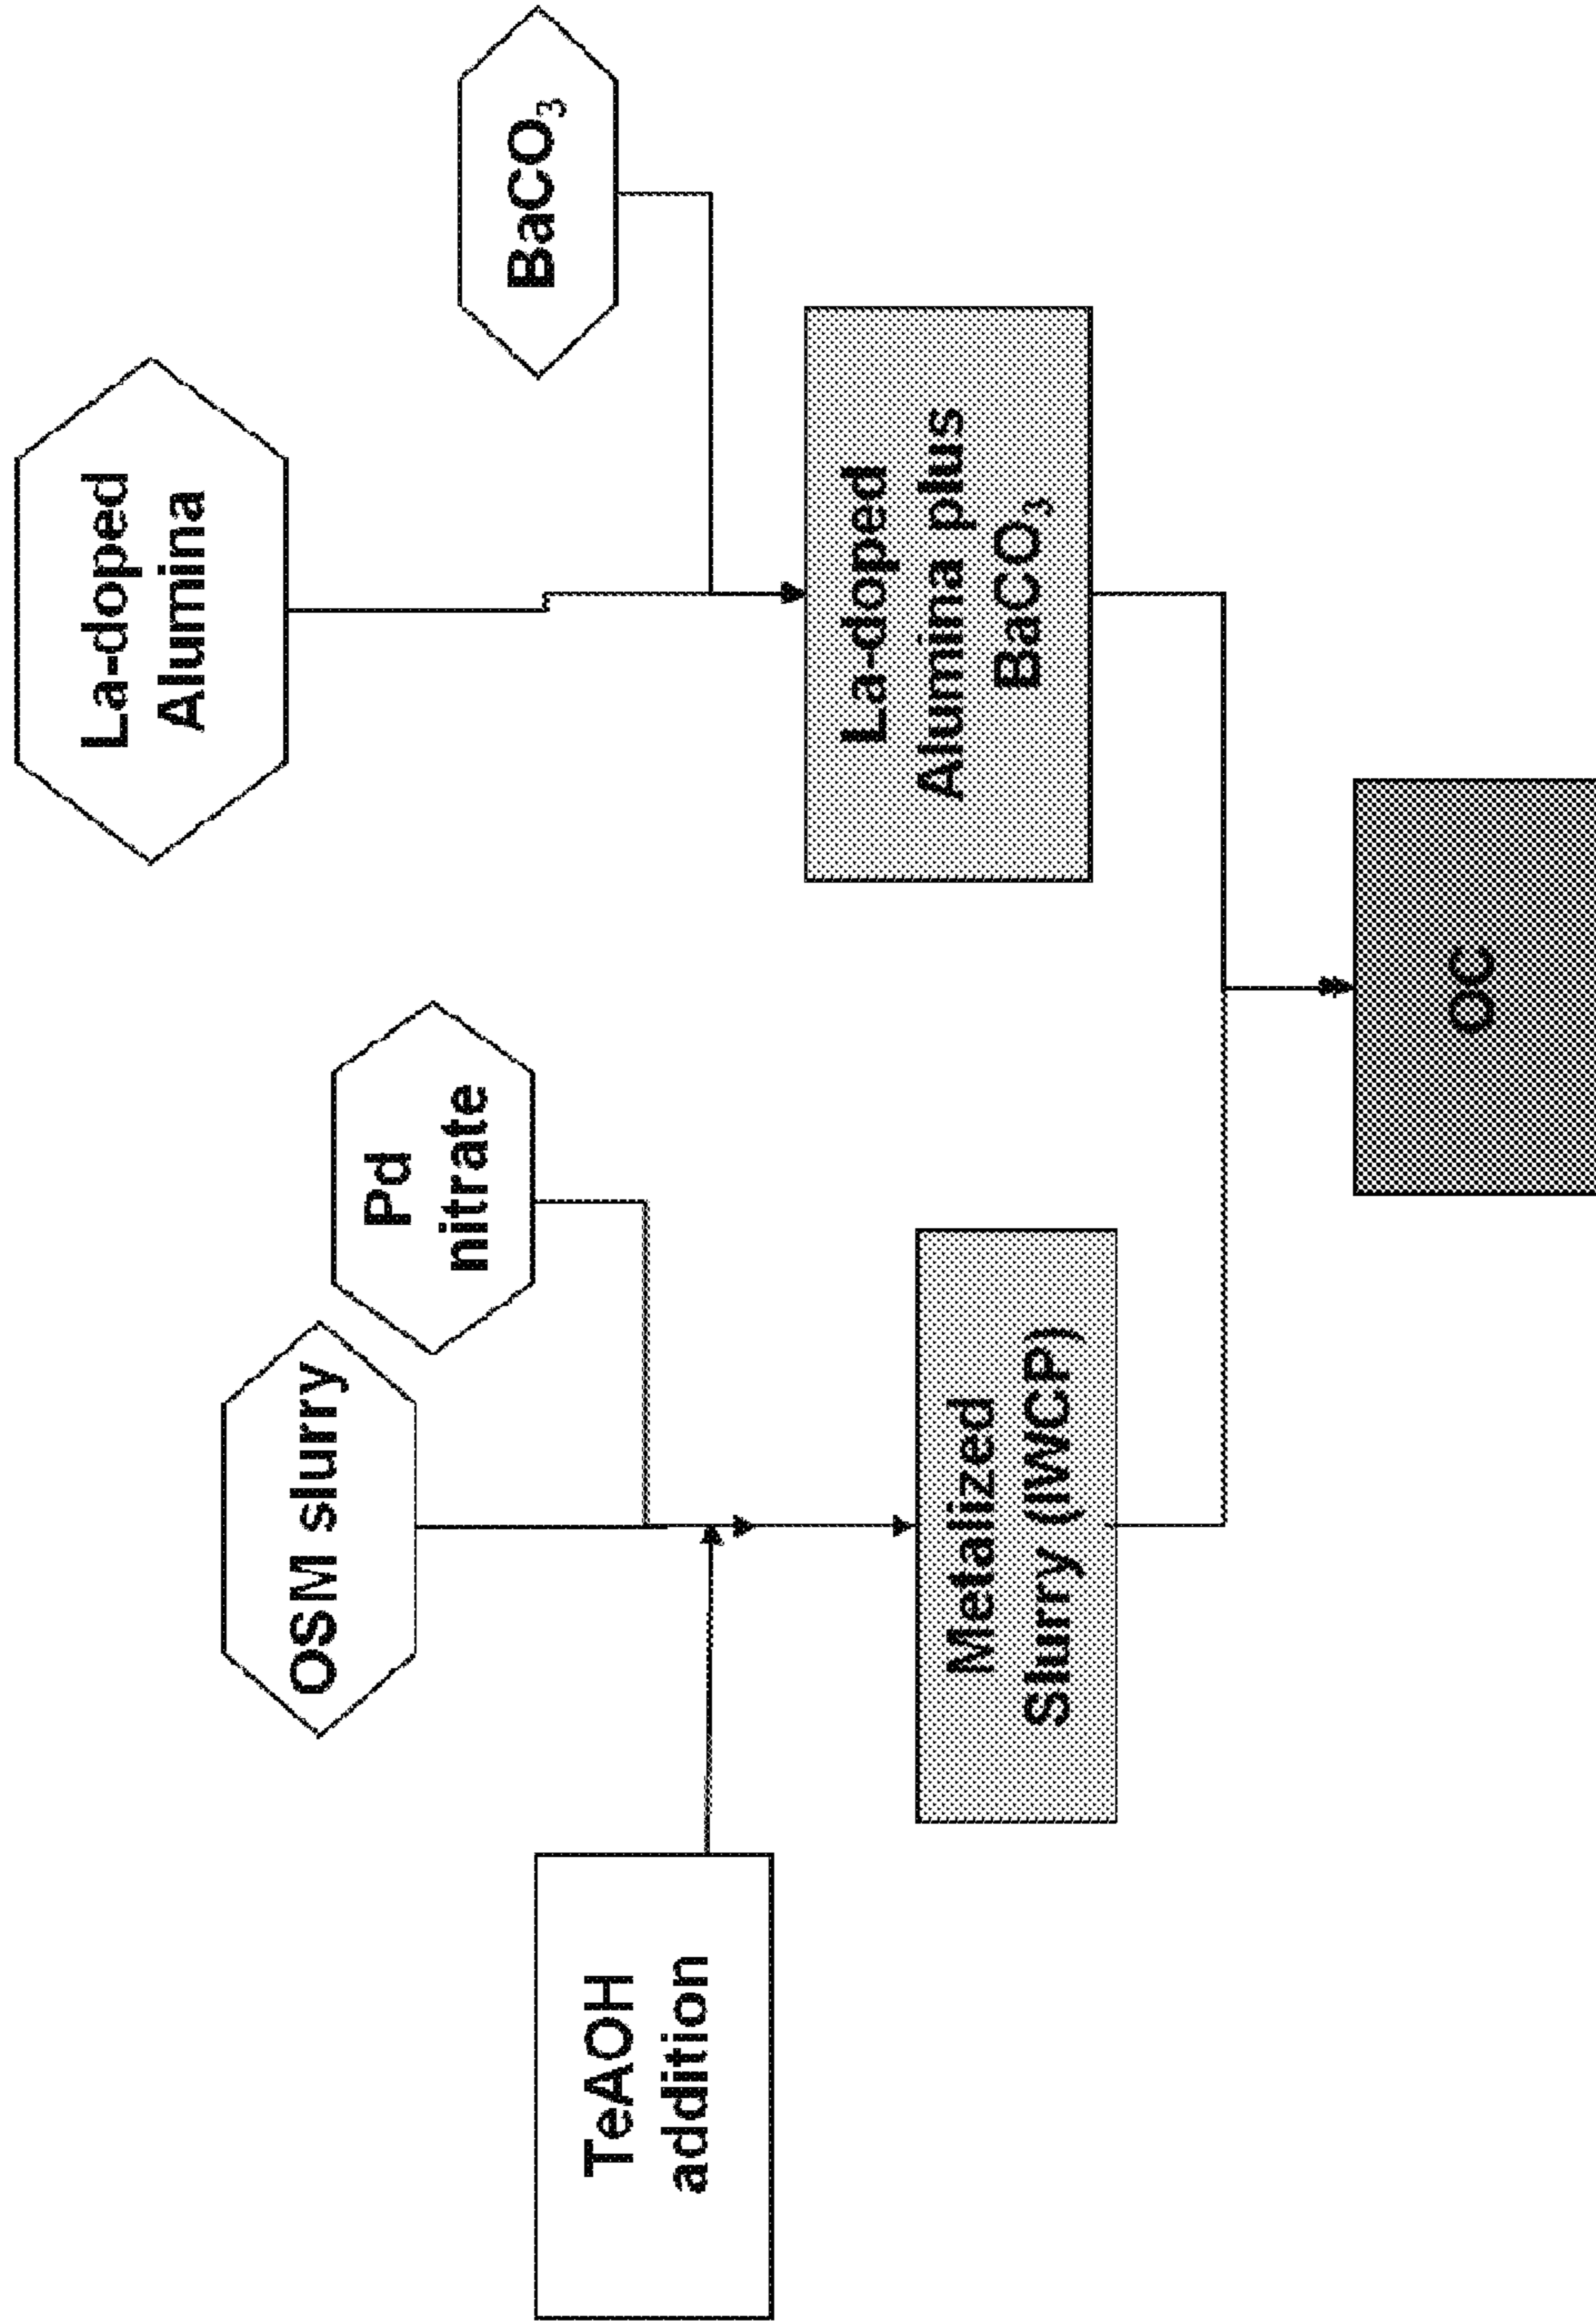 La-doped
Alumina
OSM slurry
Pd
nitrate
BaCO₃
TeAOH
addition
La-doped
Alumina plus
BaCO₃
Metalized
Slurry (IWCP)
OC